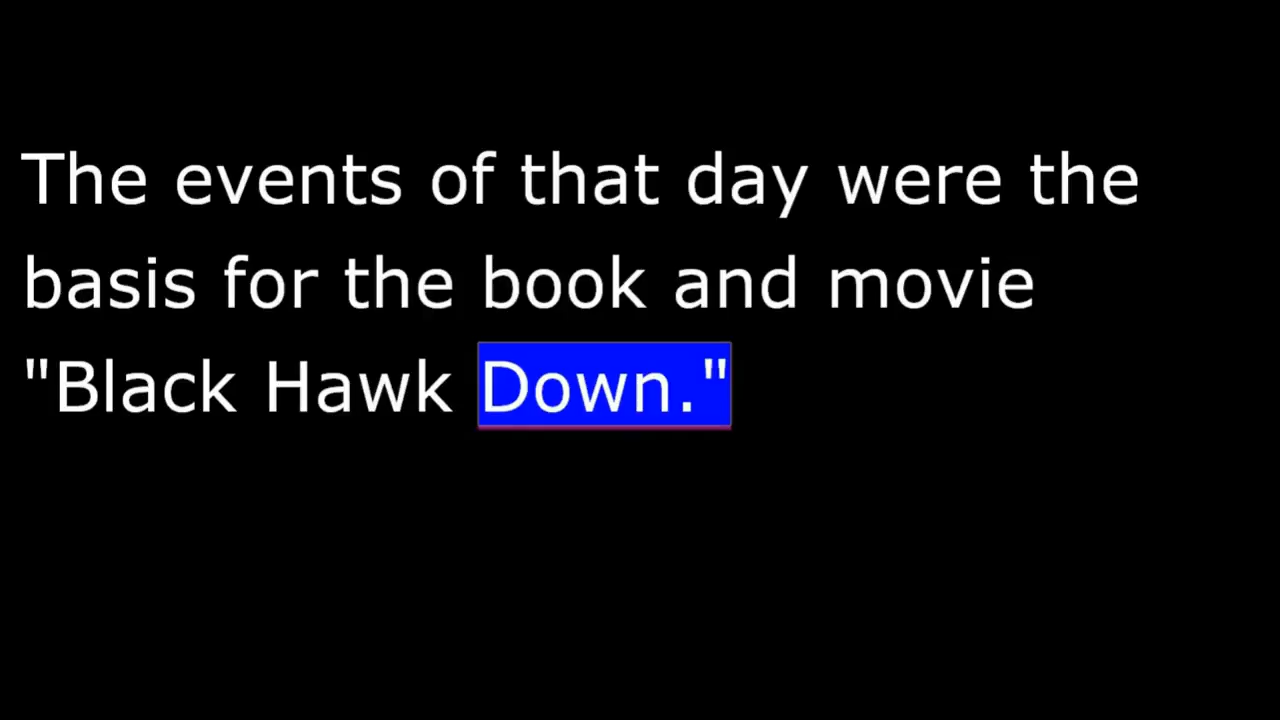 The events of that day were the
basis for the book and movie
"Black Hawk Down."